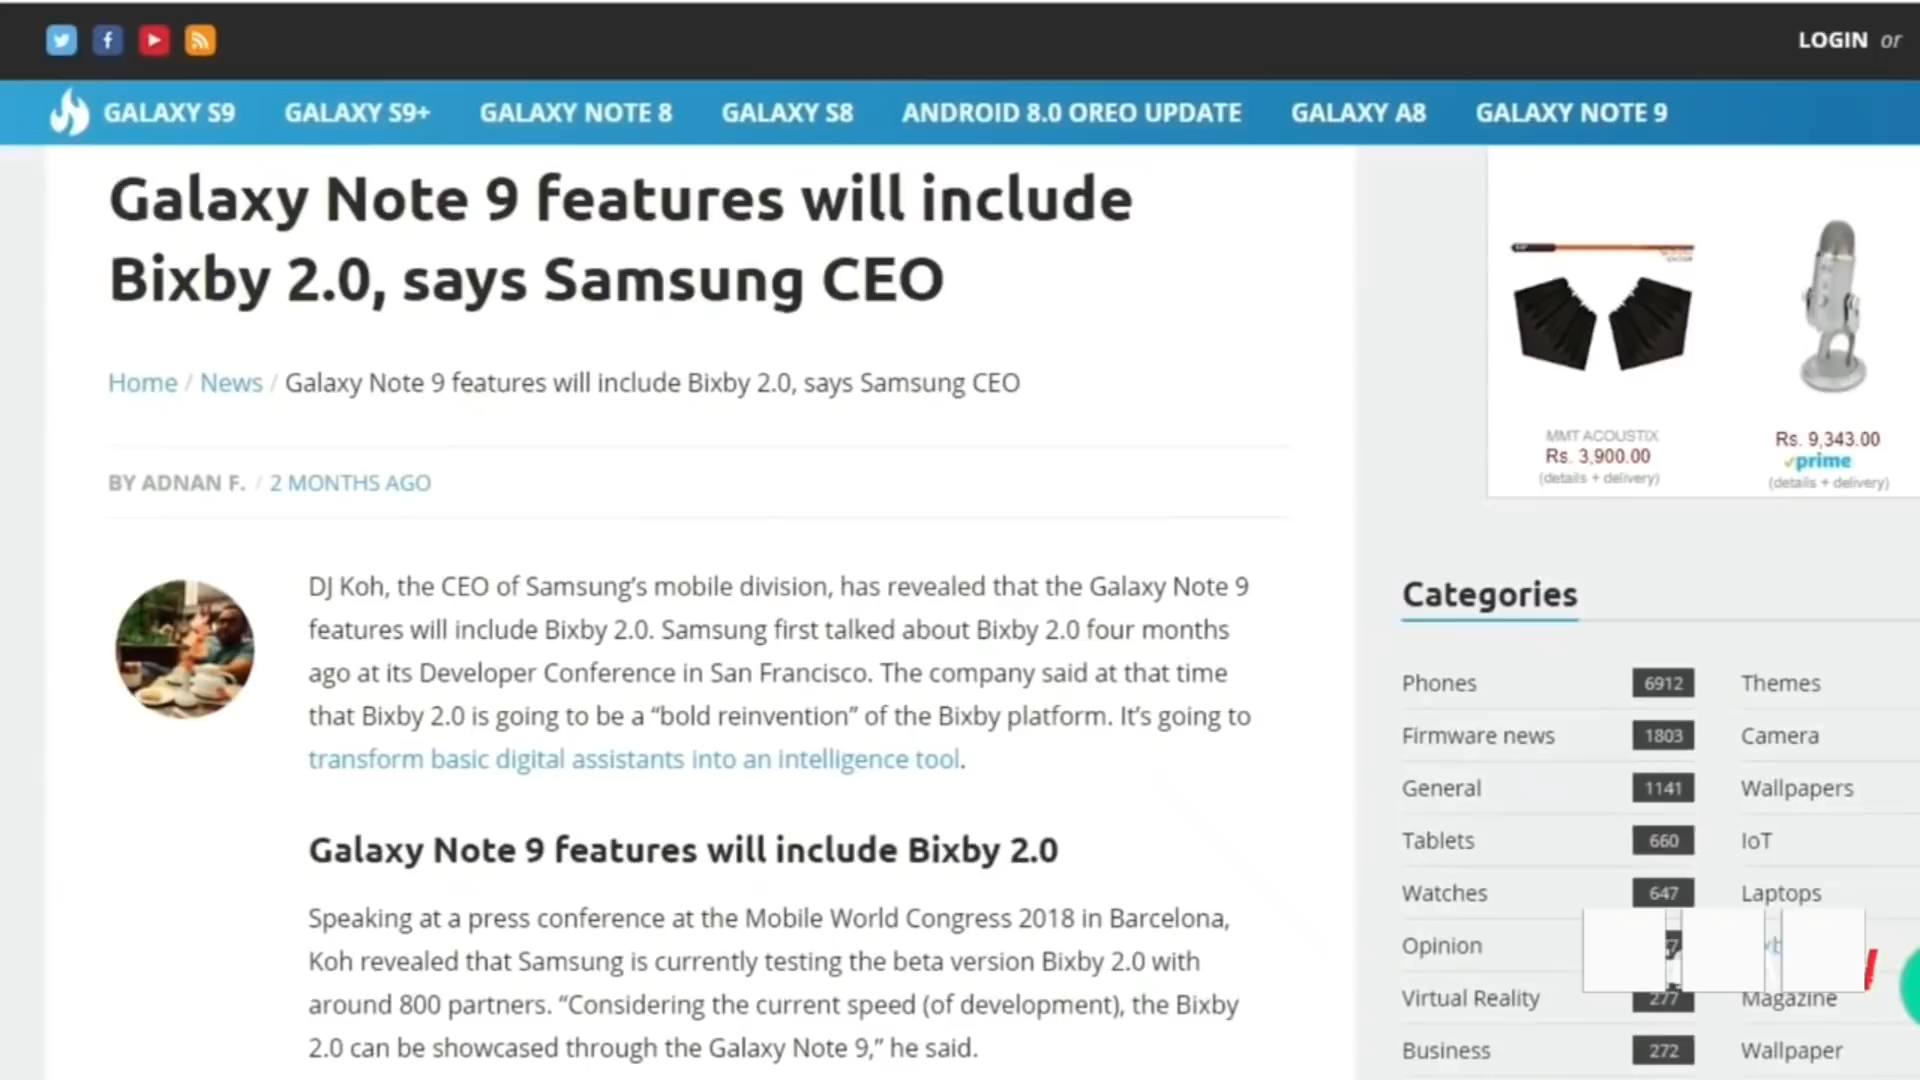 LOGIN or
GALAXY S9 GALAXY S9+ GALAXY NOTE 8 GALAXY S8 ANDROID 8.0 OREO UPDATE GALAXY A8 GALAXY NOTE 9
Galaxy Note 9 features will include
Bixby 2.0, says Samsung CEO
Home / News / Galaxy Note 9 features will include Bixby 2.0, says Samsung CEO
BY ADNAN F. / 2 MONTHS AGO
DJ Koh, the CEO of Samsung’s mobile division, has revealed that the Galaxy Note 9
features will include Bixby 2.0. Samsung first talked about Bixby 2.0 four months
ago at its Developer Conference in San Francisco. The company said at that time
that Bixby 2.0 is going to be a “bold reinvention” of the Bixby platform. It’s going to
transform basic digital assistants into an intelligence tool.
Galaxy Note 9 features will include Bixby 2.0
Speaking at a press conference at the Mobile World Congress 2018 in Barcelona,
Koh revealed that Samsung is currently testing the beta version Bixby 2.0 with
around 800 partners. “Considering the current speed (of development), the Bixby
2.0 can be showcased through the Galaxy Note 9,” he said.
MMT ACOUSTIX
Rs. 3,900.00
(details + delivery)
Rs. 9,343.00
prime
(details + delivery)
Categories
Phones 6912 Themes
Firmware news 1803 Camera
General 1141 Wallpapers
Tablets 660 IoT
Watches 647 Laptops
Opinion
Virtual Reality 277 Magazine
Business 272 Wallpaper